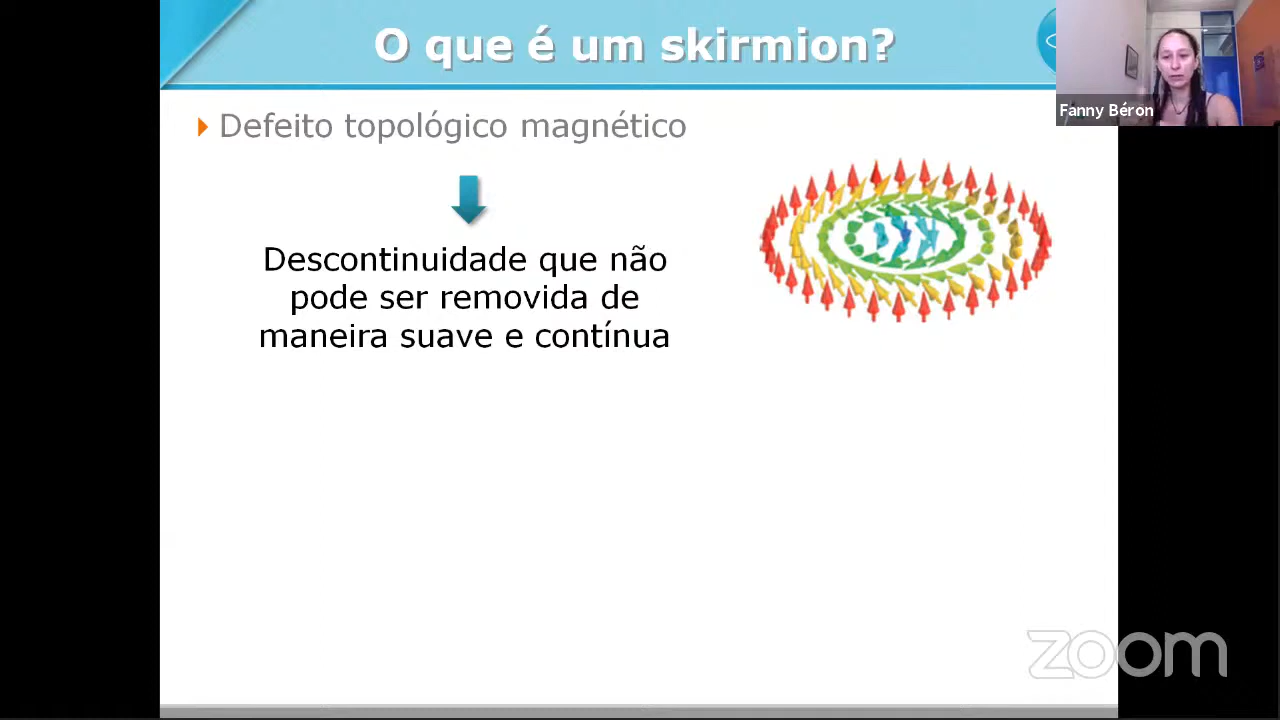 O que é um skirmion?
Fanny Béron
Defeito topológico magnético
Descontinuidade que não
pode ser removida de
maneira suave e contínua
zoom